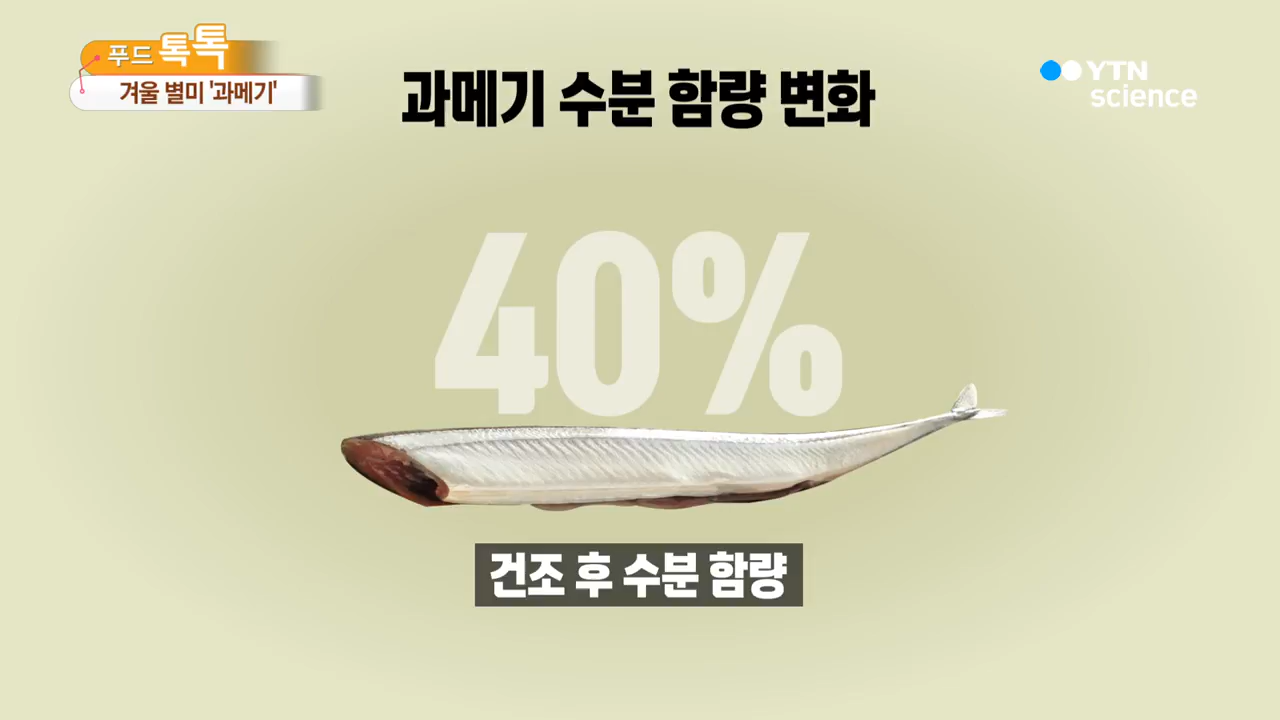 푸드 톡톡
겨울 별미 '과메기'
과메기 수분 함량 변화
YTN
science
40%
건조 후 수분 함량